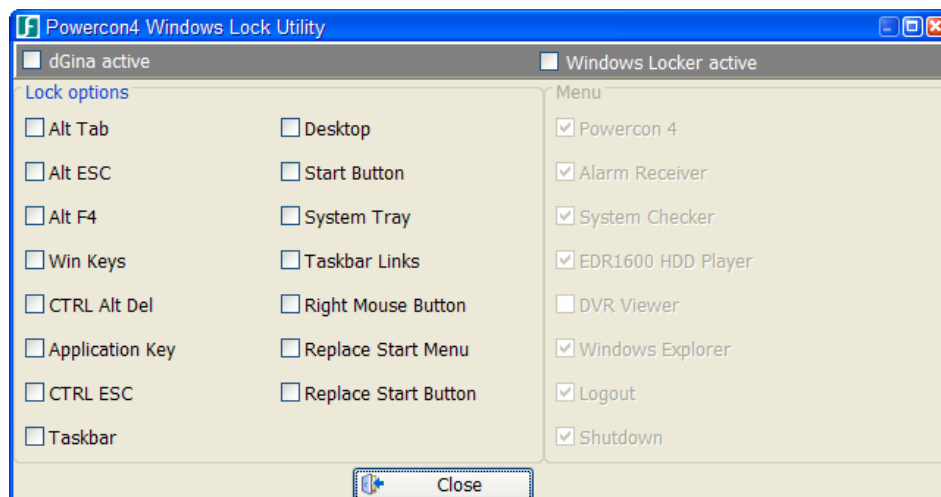 Powercon4 Windows Lock Utility
dGina active
Windows Locker active
Lock options
Alt Tab
Alt ESC
Alt F4
Win Keys
CTRL Alt Del
Application Key
CTRL ESC
Taskbar
Desktop
Start Button
System Tray
Taskbar Links
Right Mouse Button
Replace Start Menu
Replace Start Button
Menu
Powercon 4
Alarm Receiver
System Checker
EDR1600 HDD Player
DVR Viewer
Windows Explorer
Logout
Shutdown
Close